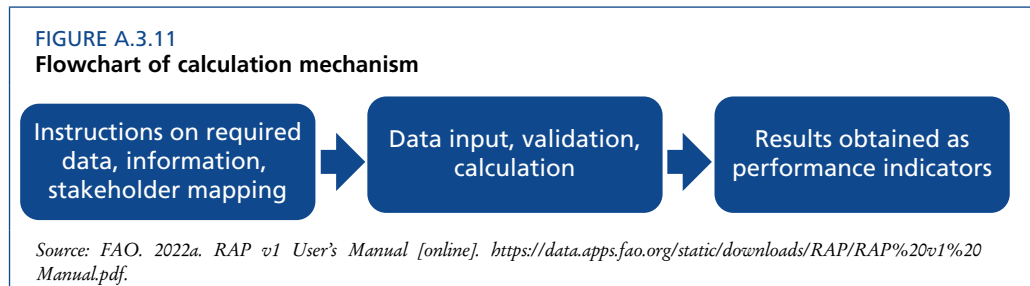 FIGURE A.3.11
Flowchart of calculation mechanism
Instructions on required
data, information,
stakeholder mapping
Data input, validation,
calculation
Results obtained as
performance indicators
Source: FAO. 2022a. RAP v1 User's Manual [online]. https://data.apps.fao.org/static/downloads/RAP/RAP%20v1%20
Manual.pdf.